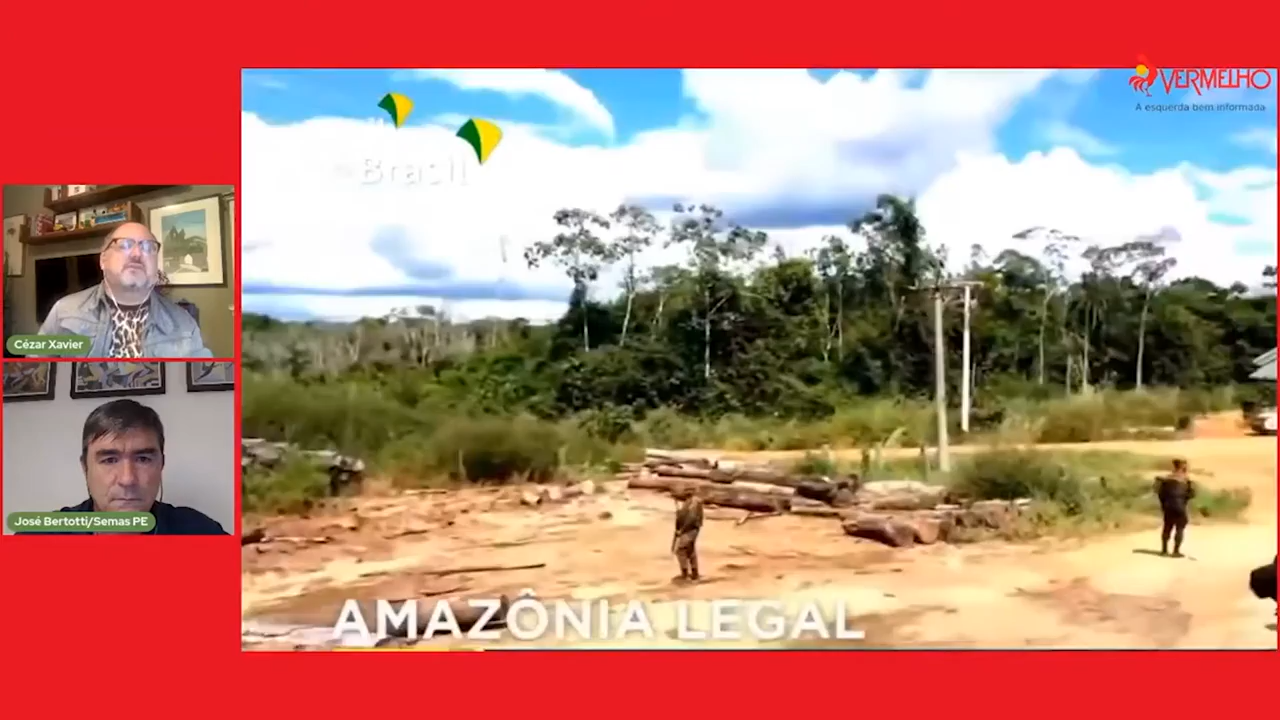 VERMELHO
A esquerda bem informada
Brasil
Cézar Xavier
José Bertotti/Semas PE
AMAZÔNIA LEGAL